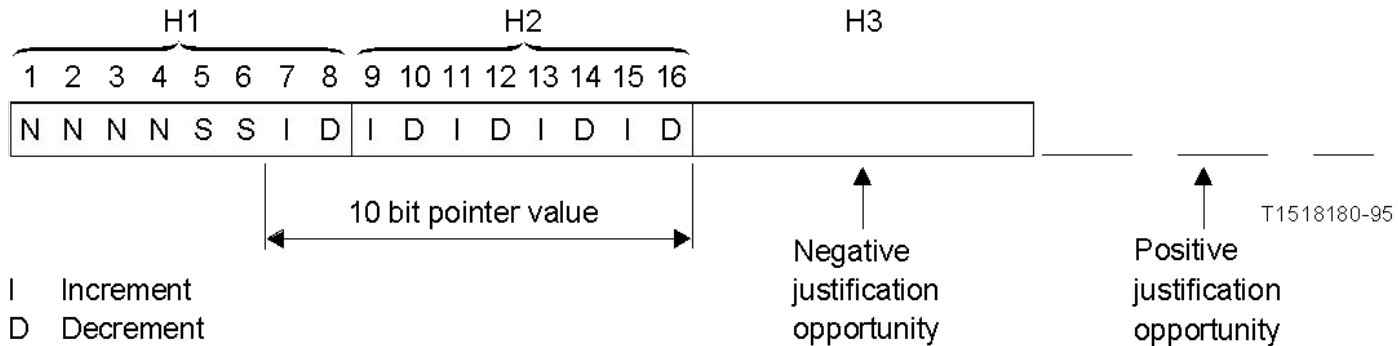 H1 H2 H3
1 2 3 4 5 6 7 8 9 10 11 12 13 14 15 16
N N N N S S I D I D I D I D I D
10 bit pointer value
T1518180-95
Negative justification opportunity
Positive justification opportunity
I Increment
D Decrement